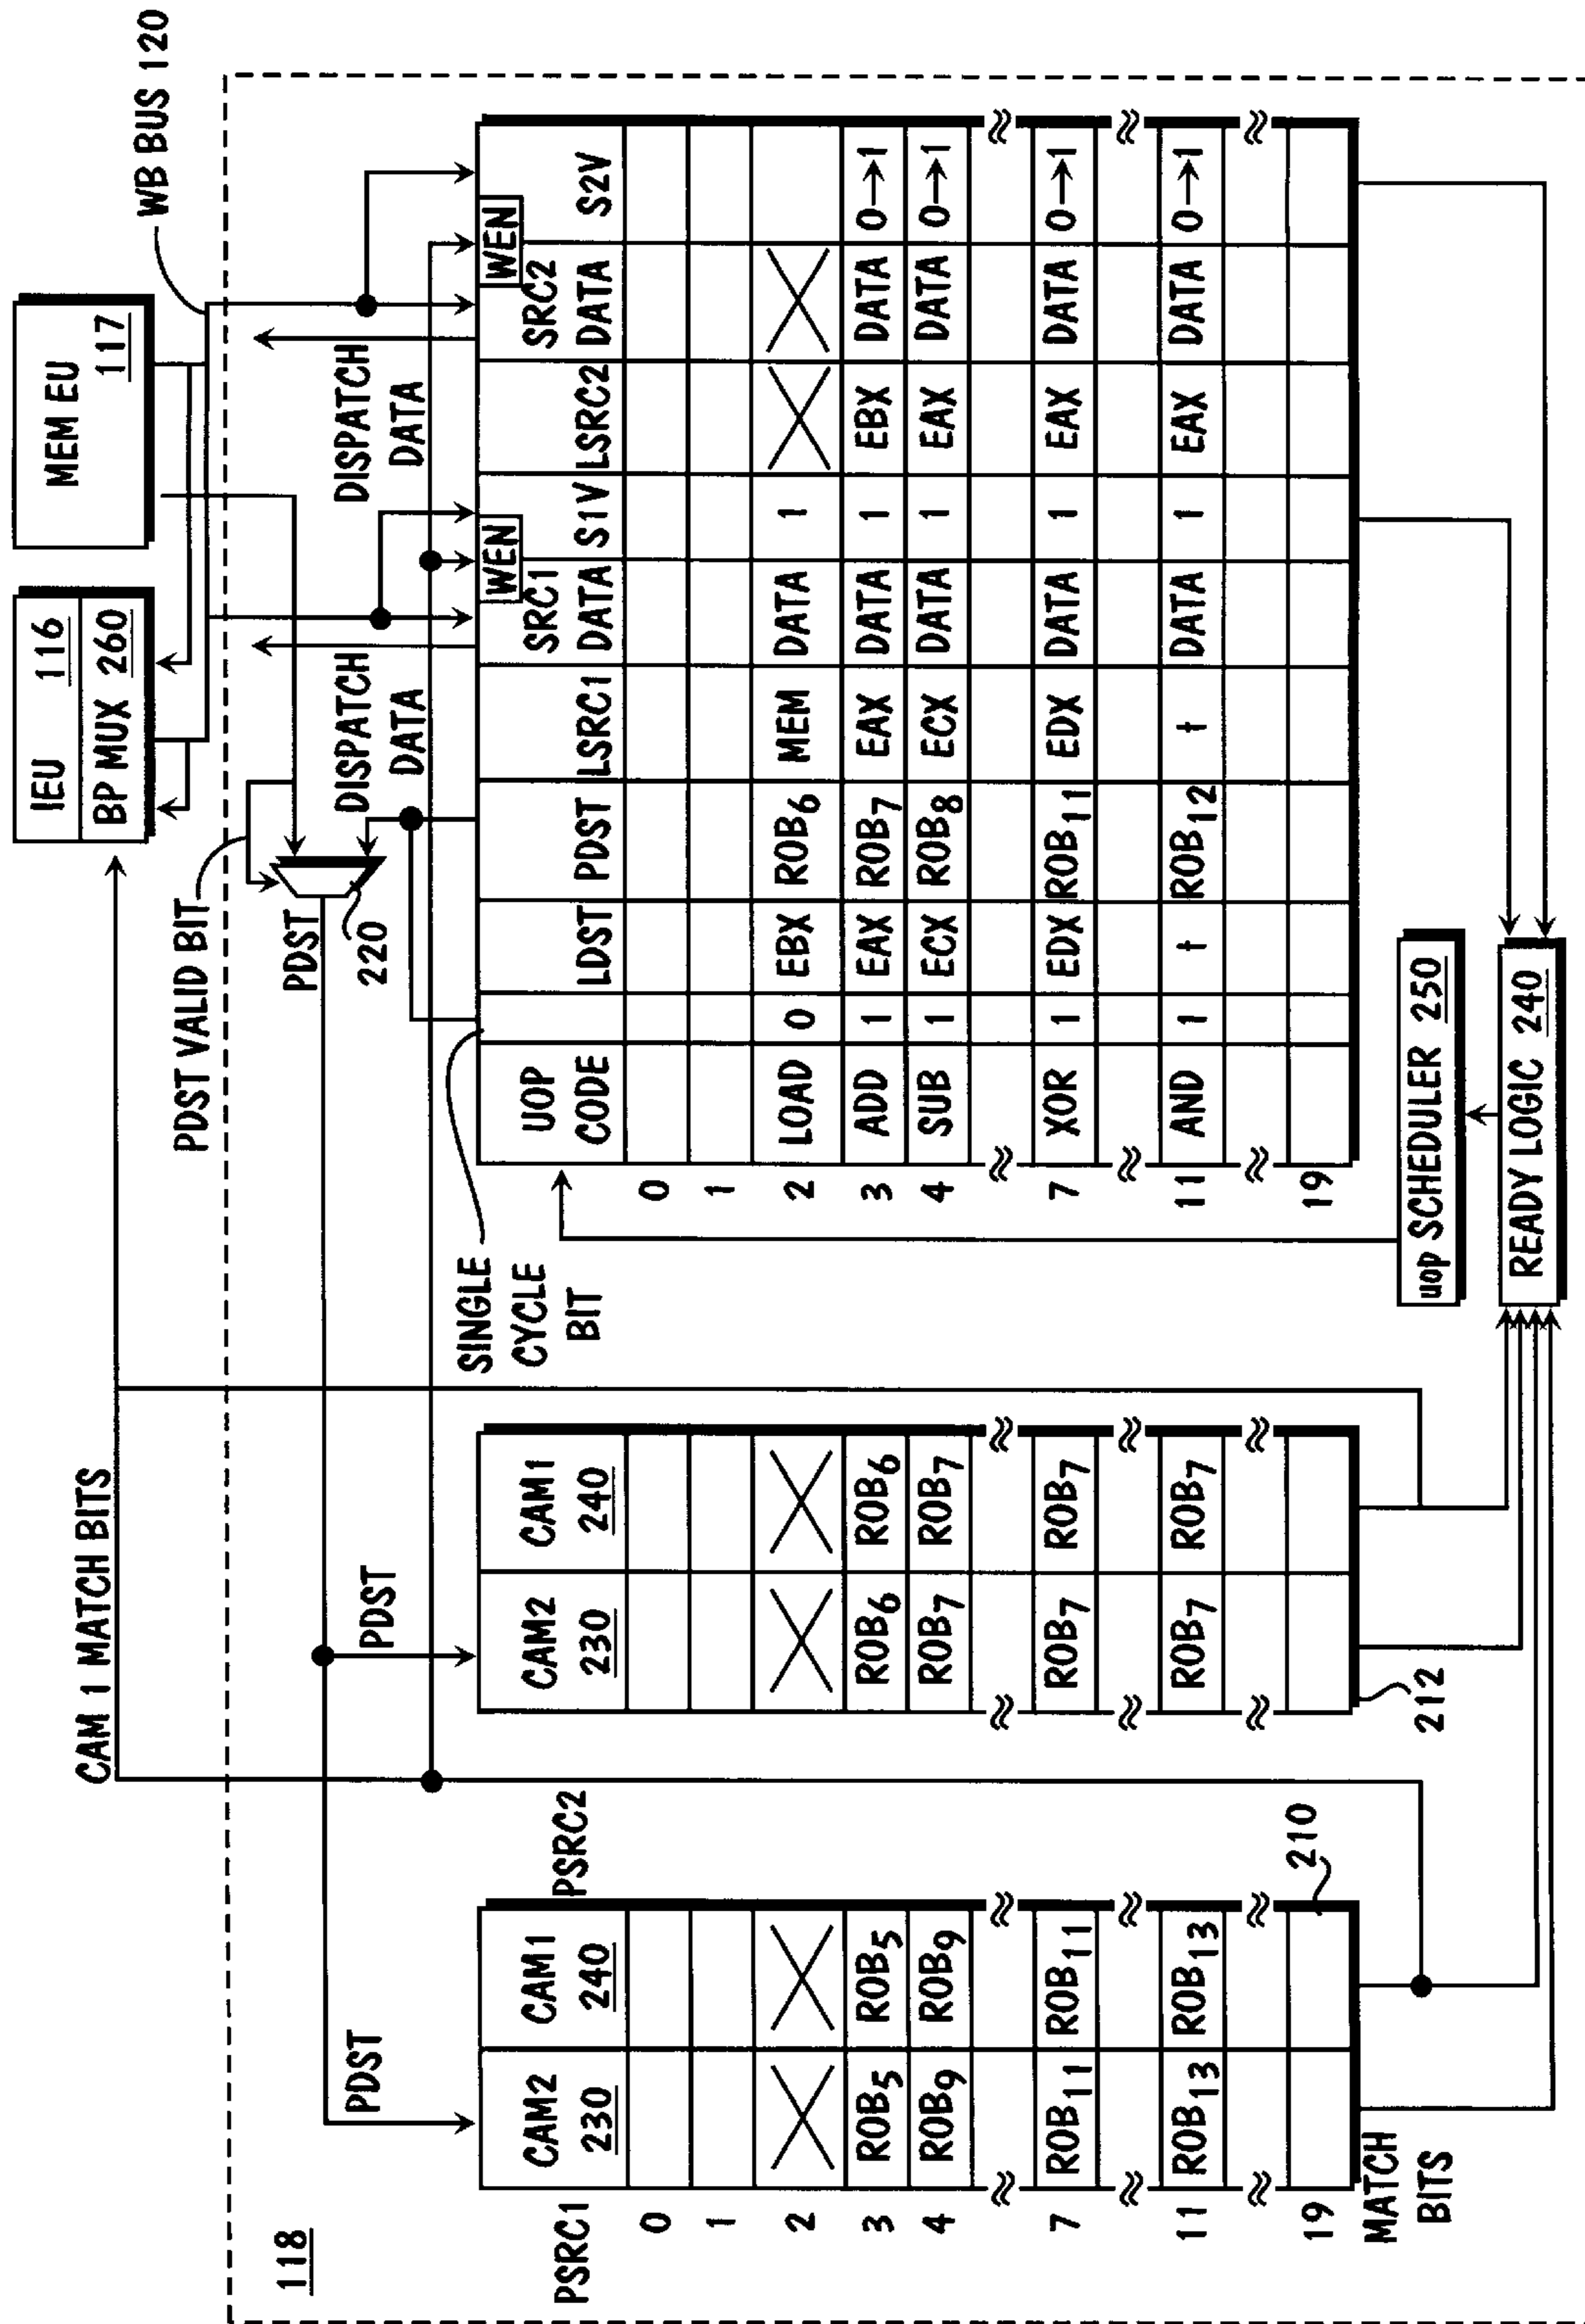 IEU 116
BP MUX 260
MEM EU
117
WB BUS 120
CAM 1 MATCH BITS
PDST VALID BIT
118
PDST
220
DISPATCH
DATA
DISPATCH
DATA
PDST
PDST
SINGLE
CYCLE
BIT
PSRC1
CAM2 230 CAM1 240
PSRC2
0
1
2
3 ROB5 ROB5
4 ROB9 ROB9
7 ROB11 ROB11
11 ROB13 ROB13
19
MATCH
BITS
210
CAM2 230 CAM1 240
ROB6 ROB6
ROB7 ROB7
ROB7 ROB7
ROB7 ROB7
212
WEN WEN
UOP CODE LDST PDST LSRC1 SRC1 DATA S1V LSRC2 SRC2 DATA S2V
0
1
2 LOAD 0 EBX ROB6 MEM DATA 1
3 ADD 1 EAX ROB7 EAX DATA 1 EBX DATA 0→1
4 SUB 1 ECX ROB8 ECX DATA 1 EAX DATA 0→1
7 XOR 1 EDX ROB11 EDX DATA 1 EAX DATA 0→1
11 AND 1 t ROB12 t DATA 1 EAX DATA 0→1
19
uop SCHEDULER 250
READY LOGIC 240